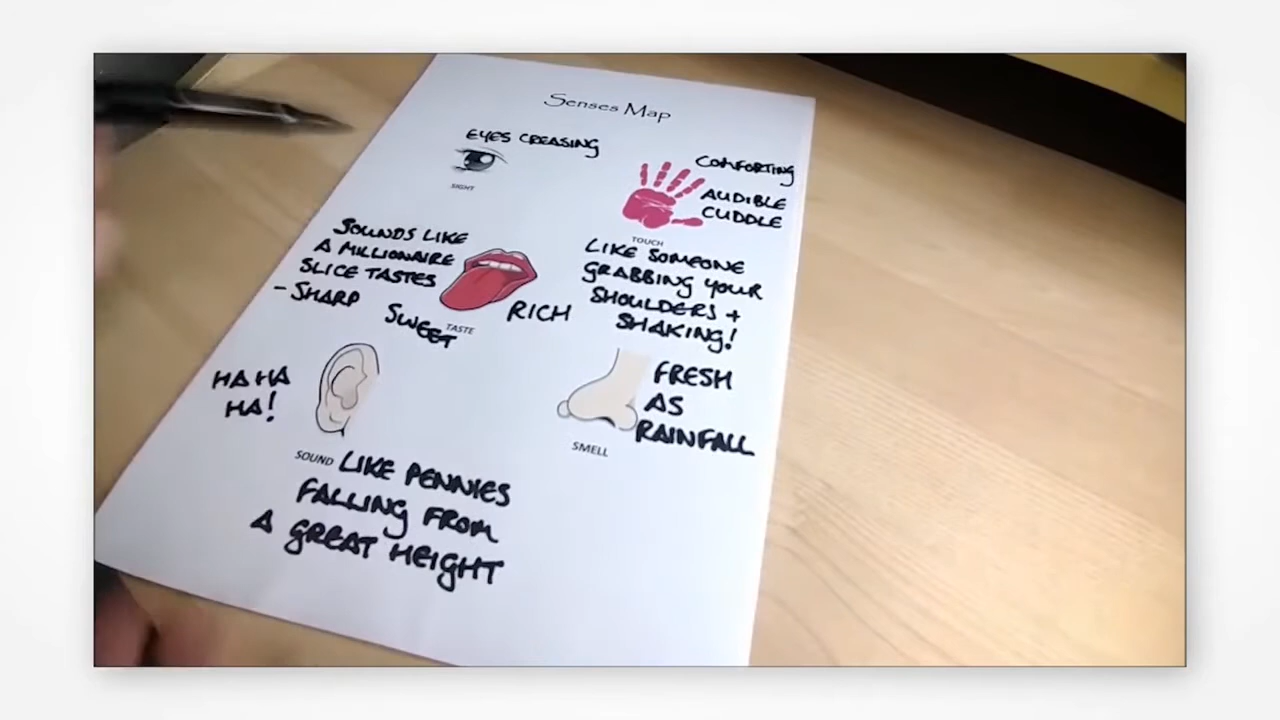 Senses Map
EYES CREASING
SIGHT
COMFORTING
AUDIBLE
CUDDLE
TOUCH
LIKE SOMEONE
GRABBING YOUR
SHOULDERS +
SHAKING!
SOUNDS LIKE
A MILLIONAIRE
SLICE TASTES
- SHARP
SWEET
TASTE
RICH
HA HA
HA!
SOUND
LIKE PENNIES
FALLING FROM
A GREAT HEIGHT
FRESH
AS
RAINFALL
SMELL